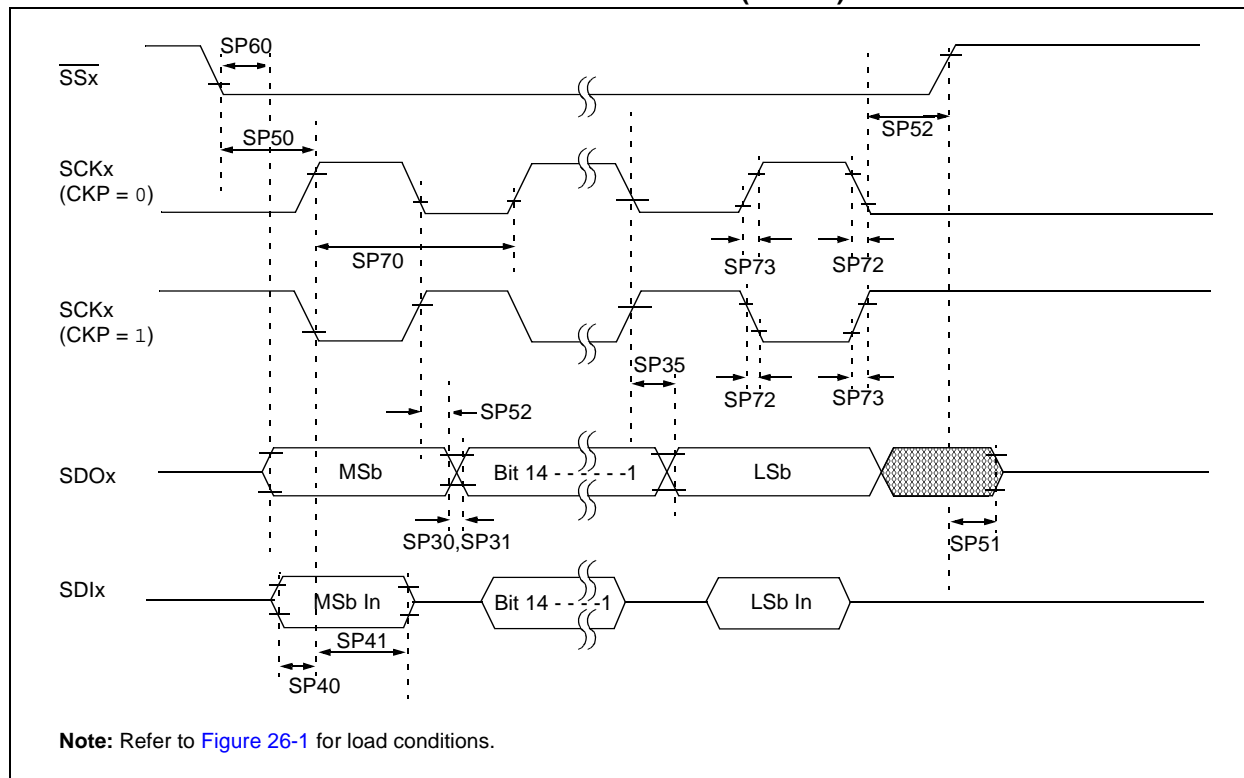 SP60
SSx
SP50
SP52
SCKx
(CKP = 0)
SP70
SP73
SP72
SCKx
(CKP = 1)
SP35
SP72
SP73
SP52
SDOx
MSb
Bit 14 - - - - - -1
LSb
SP30,SP31
SP51
SDIx
MSb In
Bit 14 - - - -1
LSb In
SP41
SP40
Note: Refer to Figure 26-1 for load conditions.